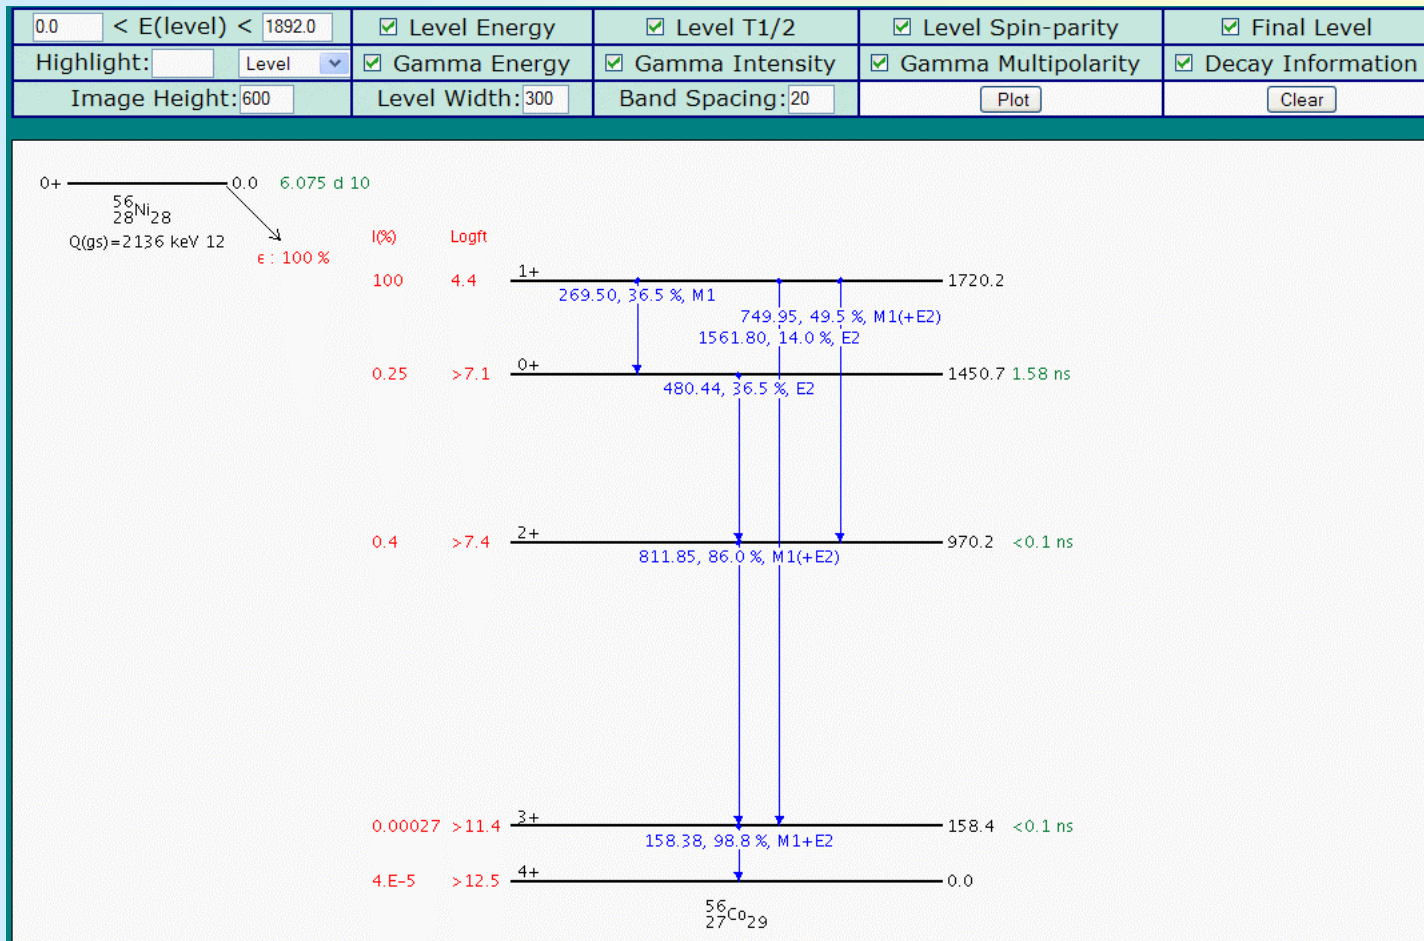 0.0 < E(level) < 1892.0 Level Energy Level T1/2 Level Spin-parity Final Level
Highlight: Level Gamma Energy Gamma Intensity Gamma Multipolarity Decay Information
Image Height: 600 Level Width: 300 Band Spacing: 20 Plot Clear
0+ 0.0 6.075 d 10
56 28 Ni 28
Q(gs)=2136 keV 12
ε : 100 %
I(%) Logft
100 4.4 1+ 1720.2
269.50, 36.5 %, M1
749.95, 49.5 %, M1(+E2)
1561.80, 14.0 %, E2
0.25 >7.1 0+ 1450.7 1.58 ns
480.44, 36.5 %, E2
0.4 >7.4 2+ 970.2 <0.1 ns
811.85, 86.0 %, M1(+E2)
0.00027 >11.4 3+ 158.4 <0.1 ns
158.38, 98.8 %, M1+E2
4.E-5 >12.5 4+ 0.0
56 27 Co 29